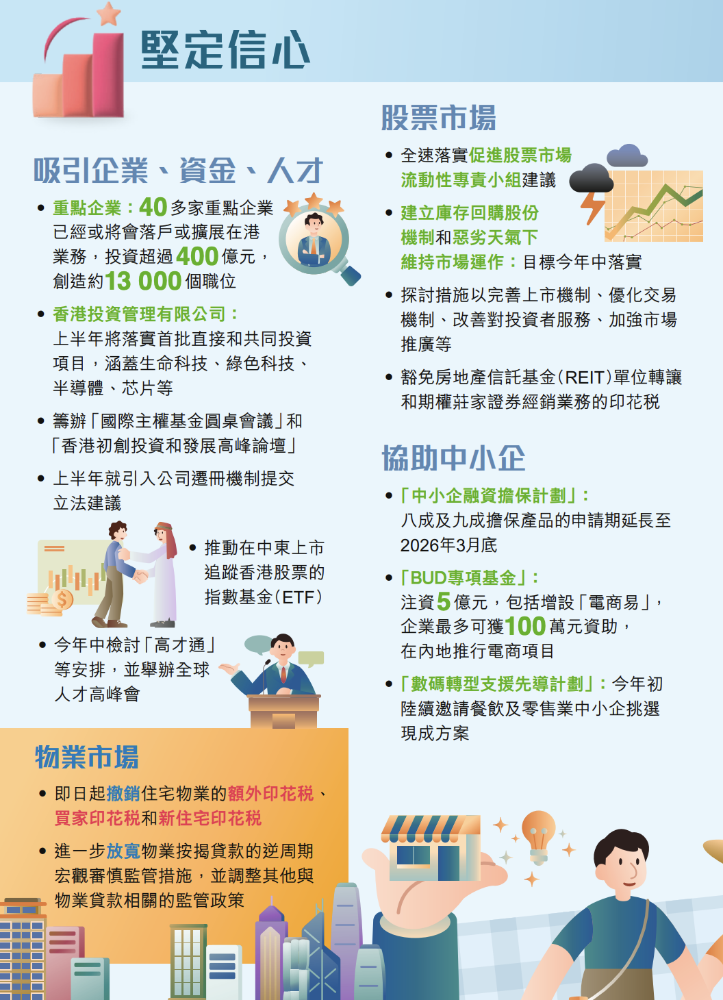 堅定信心
吸引企業、資金、人才
• 重點企業：40多家重點企業
已經或將會落戶或擴展在港
業務，投資超過400億元，
創造約13 000個職位
• 香港投資管理有限公司：
上半年將落實首批直接和共同投資
項目，涵蓋生命科技、綠色科技、
半導體、芯片等
• 籌辦「國際主權基金圓桌會議」和
「香港初創投資和發展高峰論壇」
• 上半年就引入公司遷冊機制提交
立法建議
• 推動在中東上市
追蹤香港股票的
指數基金（ETF）
• 今年中檢討「高才通」
等安排，並舉辦全球
人才高峰會
物業市場
• 即日起撤銷住宅物業的額外印花稅、
買家印花稅和新住宅印花稅
• 進一步放寬物業按揭貸款的逆周期
宏觀審慎監管措施，並調整其他與
物業貸款相關的監管政策
股票市場
• 全速落實促進股票市場
流動性專責小組建議
• 建立庫存回購股份
機制和惡劣天氣下
維持市場運作：目標今年中落實
• 探討措施以完善上市機制、優化交易
機制、改善對投資者服務、加強市場
推廣等
• 豁免房地產信託基金（REIT）單位轉讓
和期權莊家證券經銷業務的印花稅
協助中小企
• 「中小企融資擔保計劃」：
八成及九成擔保產品的申請期延長至
2026年3月底
• 「BUD專項基金」：
注資5億元，包括增設「電商易」，
企業最多可獲100萬元資助，
在內地推行電商項目
• 「數碼轉型支援先導計劃」：今年初
陸續邀請餐飲及零售業中小企挑選
現成方案